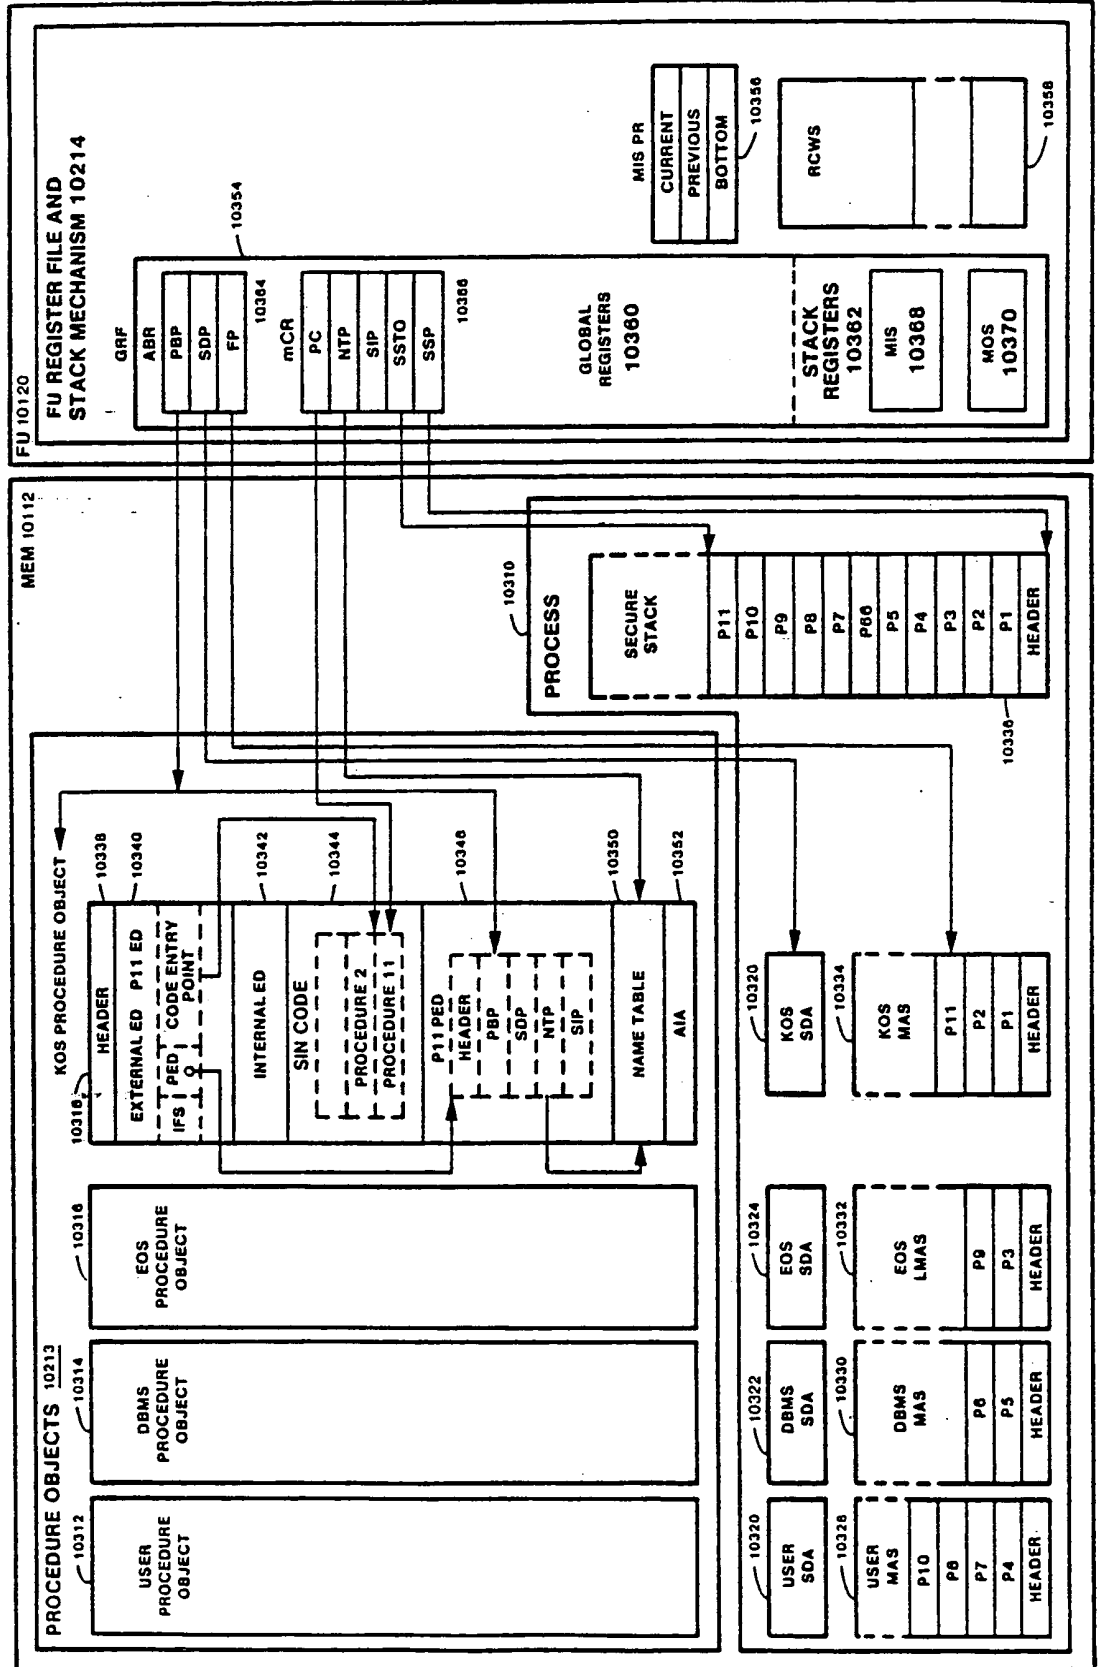 FU 10120
FU REGISTER FILE AND
STACK MECHANISM 10214
GRF
ABR
PBP
SDP
FP
10364
10354
mCR
PC
NTP
SIP
SSTO
SSP
10366
GLOBAL
REGISTERS
10360
STACK
REGISTERS
10362
MIS
10368
MOS
10370
MIS PR
CURRENT
PREVIOUS
BOTTOM
10356
RCWS
10358
MEM 10112
PROCEDURE OBJECTS 10213
10312
USER
PROCEDURE
OBJECT
10314
DBMS
PROCEDURE
OBJECT
10316
EOS
PROCEDURE
OBJECT
KOS PROCEDURE OBJECT
10318
HEADER
10338
EXTERNAL ED P11 ED
10340
IFS
PED
CODE ENTRY
POINT
INTERNAL ED
10342
SIN CODE
10344
PROCEDURE 2
PROCEDURE 11
P11 PED
10348
HEADER
PBP
SDP
NTP
SIP
NAME TABLE
10350
AIA
10352
10310
PROCESS
SECURE
STACK
P11
P10
P9
P8
P7
P66
P5
P4
P3
P2
P1
HEADER
10336
10320
USER
SDA
10322
DBMS
SDA
10324
EOS
SDA
10320
KOS
SDA
10328
USER
MAS
P10
P8
P7
P4
HEADER
10330
DBMS
MAS
P6
P5
HEADER
10332
EOS
LMAS
P9
P3
HEADER
10334
KOS
MAS
P11
P2
P1
HEADER